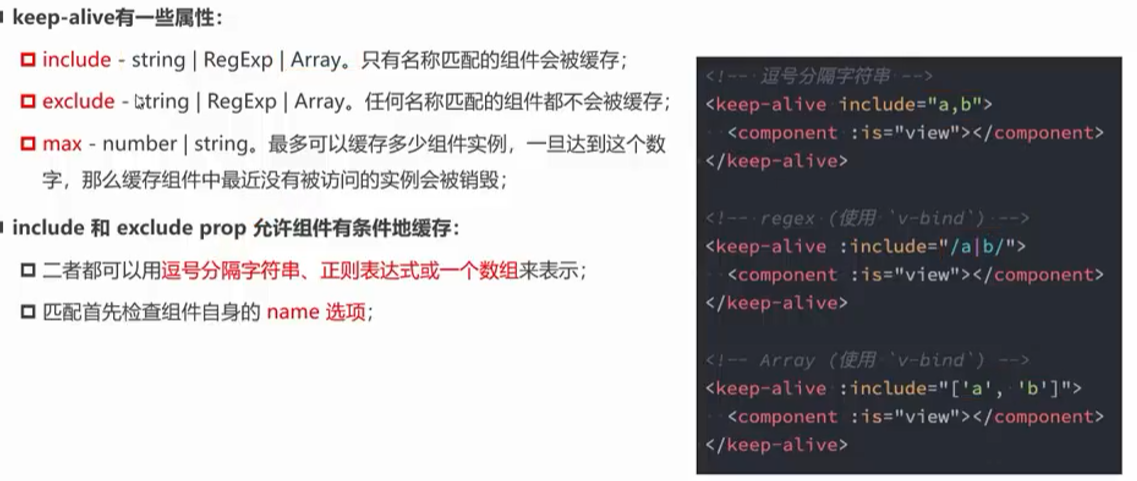 keep-alive有一些属性：
include - string | RegExp | Array。只有名称匹配的组件会被缓存；
exclude - string | RegExp | Array。任何名称匹配的组件都不会被缓存；
max - number | string。最多可以缓存多少组件实例，一旦达到这个数
字，那么缓存组件中最近没有被访问的实例会被销毁；
include 和 exclude prop 允许组件有条件地缓存：
二者都可以用逗号分隔字符串、正则表达式或一个数组来表示；
匹配首先检查组件自身的 name 选项；
<!-- 逗号分隔字符串 -->
<keep-alive include="a,b">
  <component :is="view"></component>
</keep-alive>
<!-- regex (使用 `v-bind`) -->
<keep-alive :include="/a|b/">
  <component :is="view"></component>
</keep-alive>
<!-- Array (使用 `v-bind`) -->
<keep-alive :include="['a', 'b']">
  <component :is="view"></component>
</keep-alive>